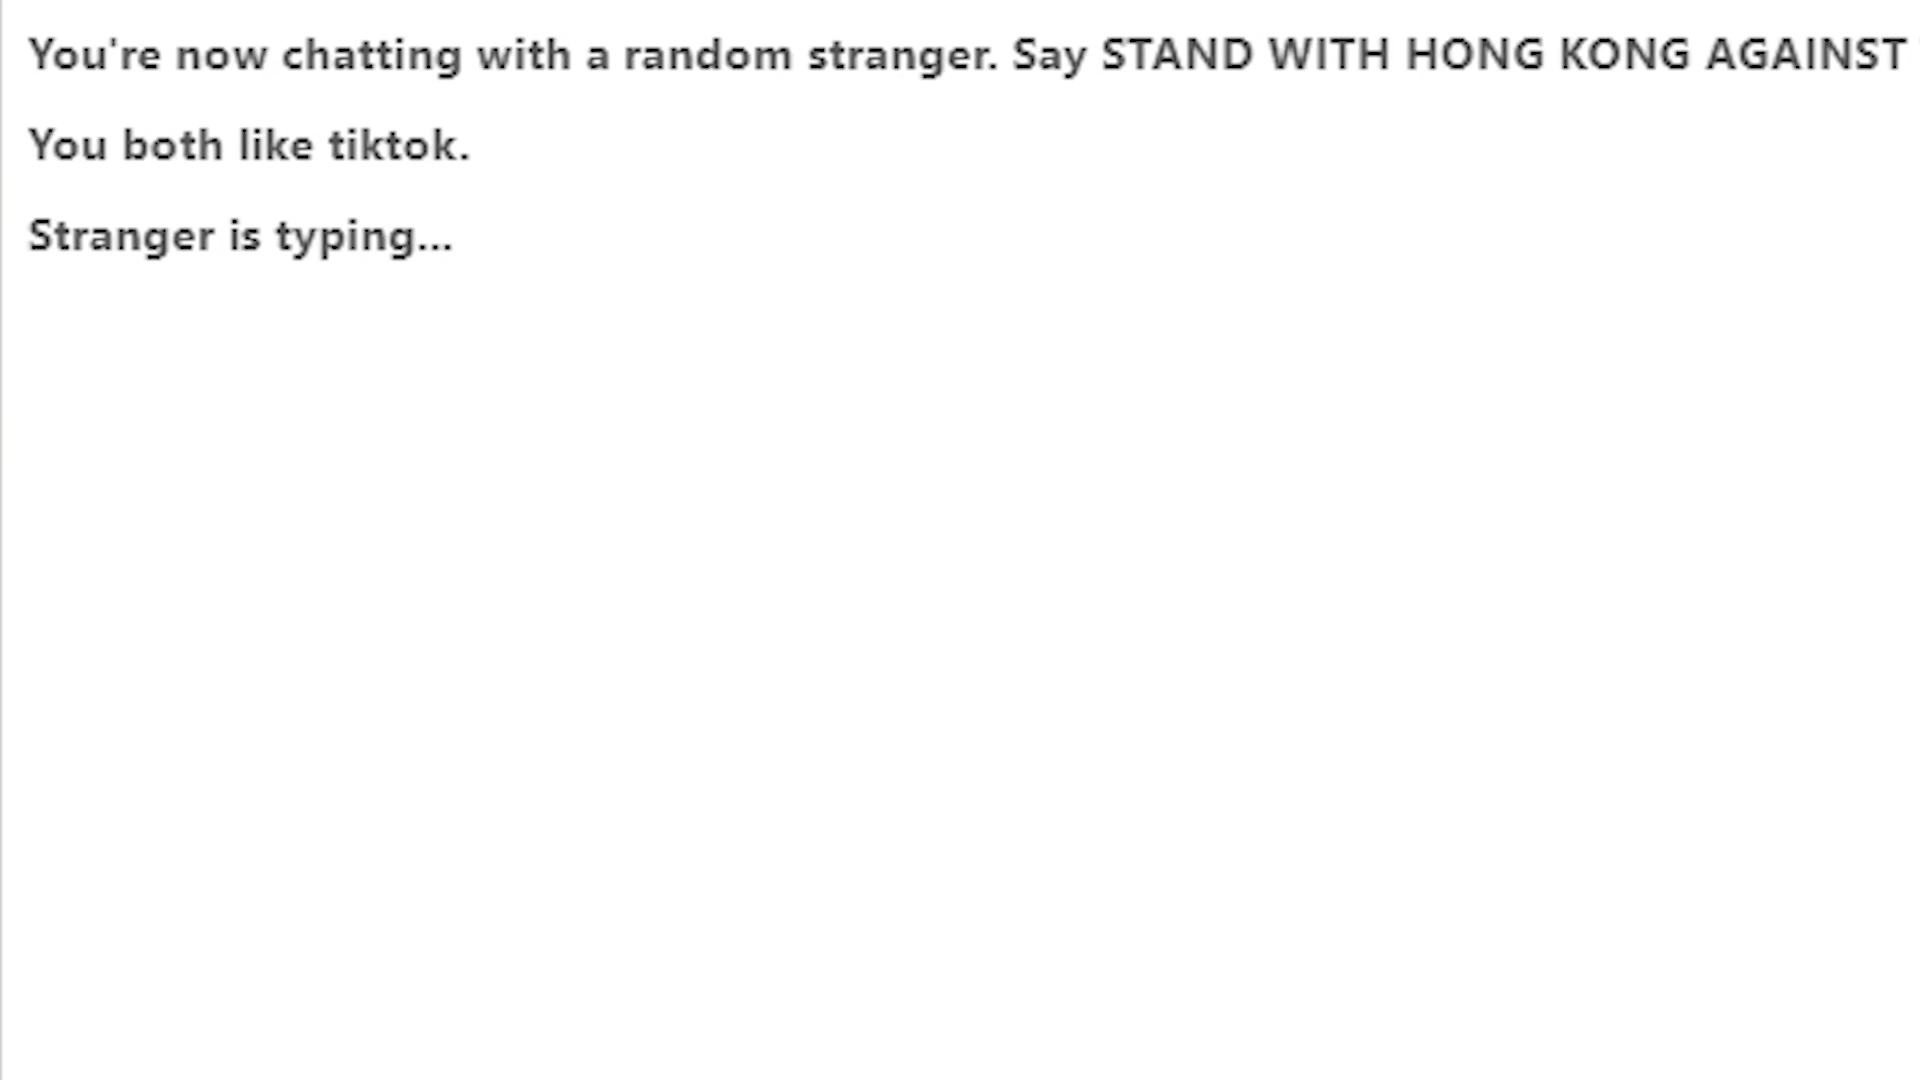 You're now chatting with a random stranger. Say STAND WITH HONG KONG AGAINST
You both like tiktok.
Stranger is typing...